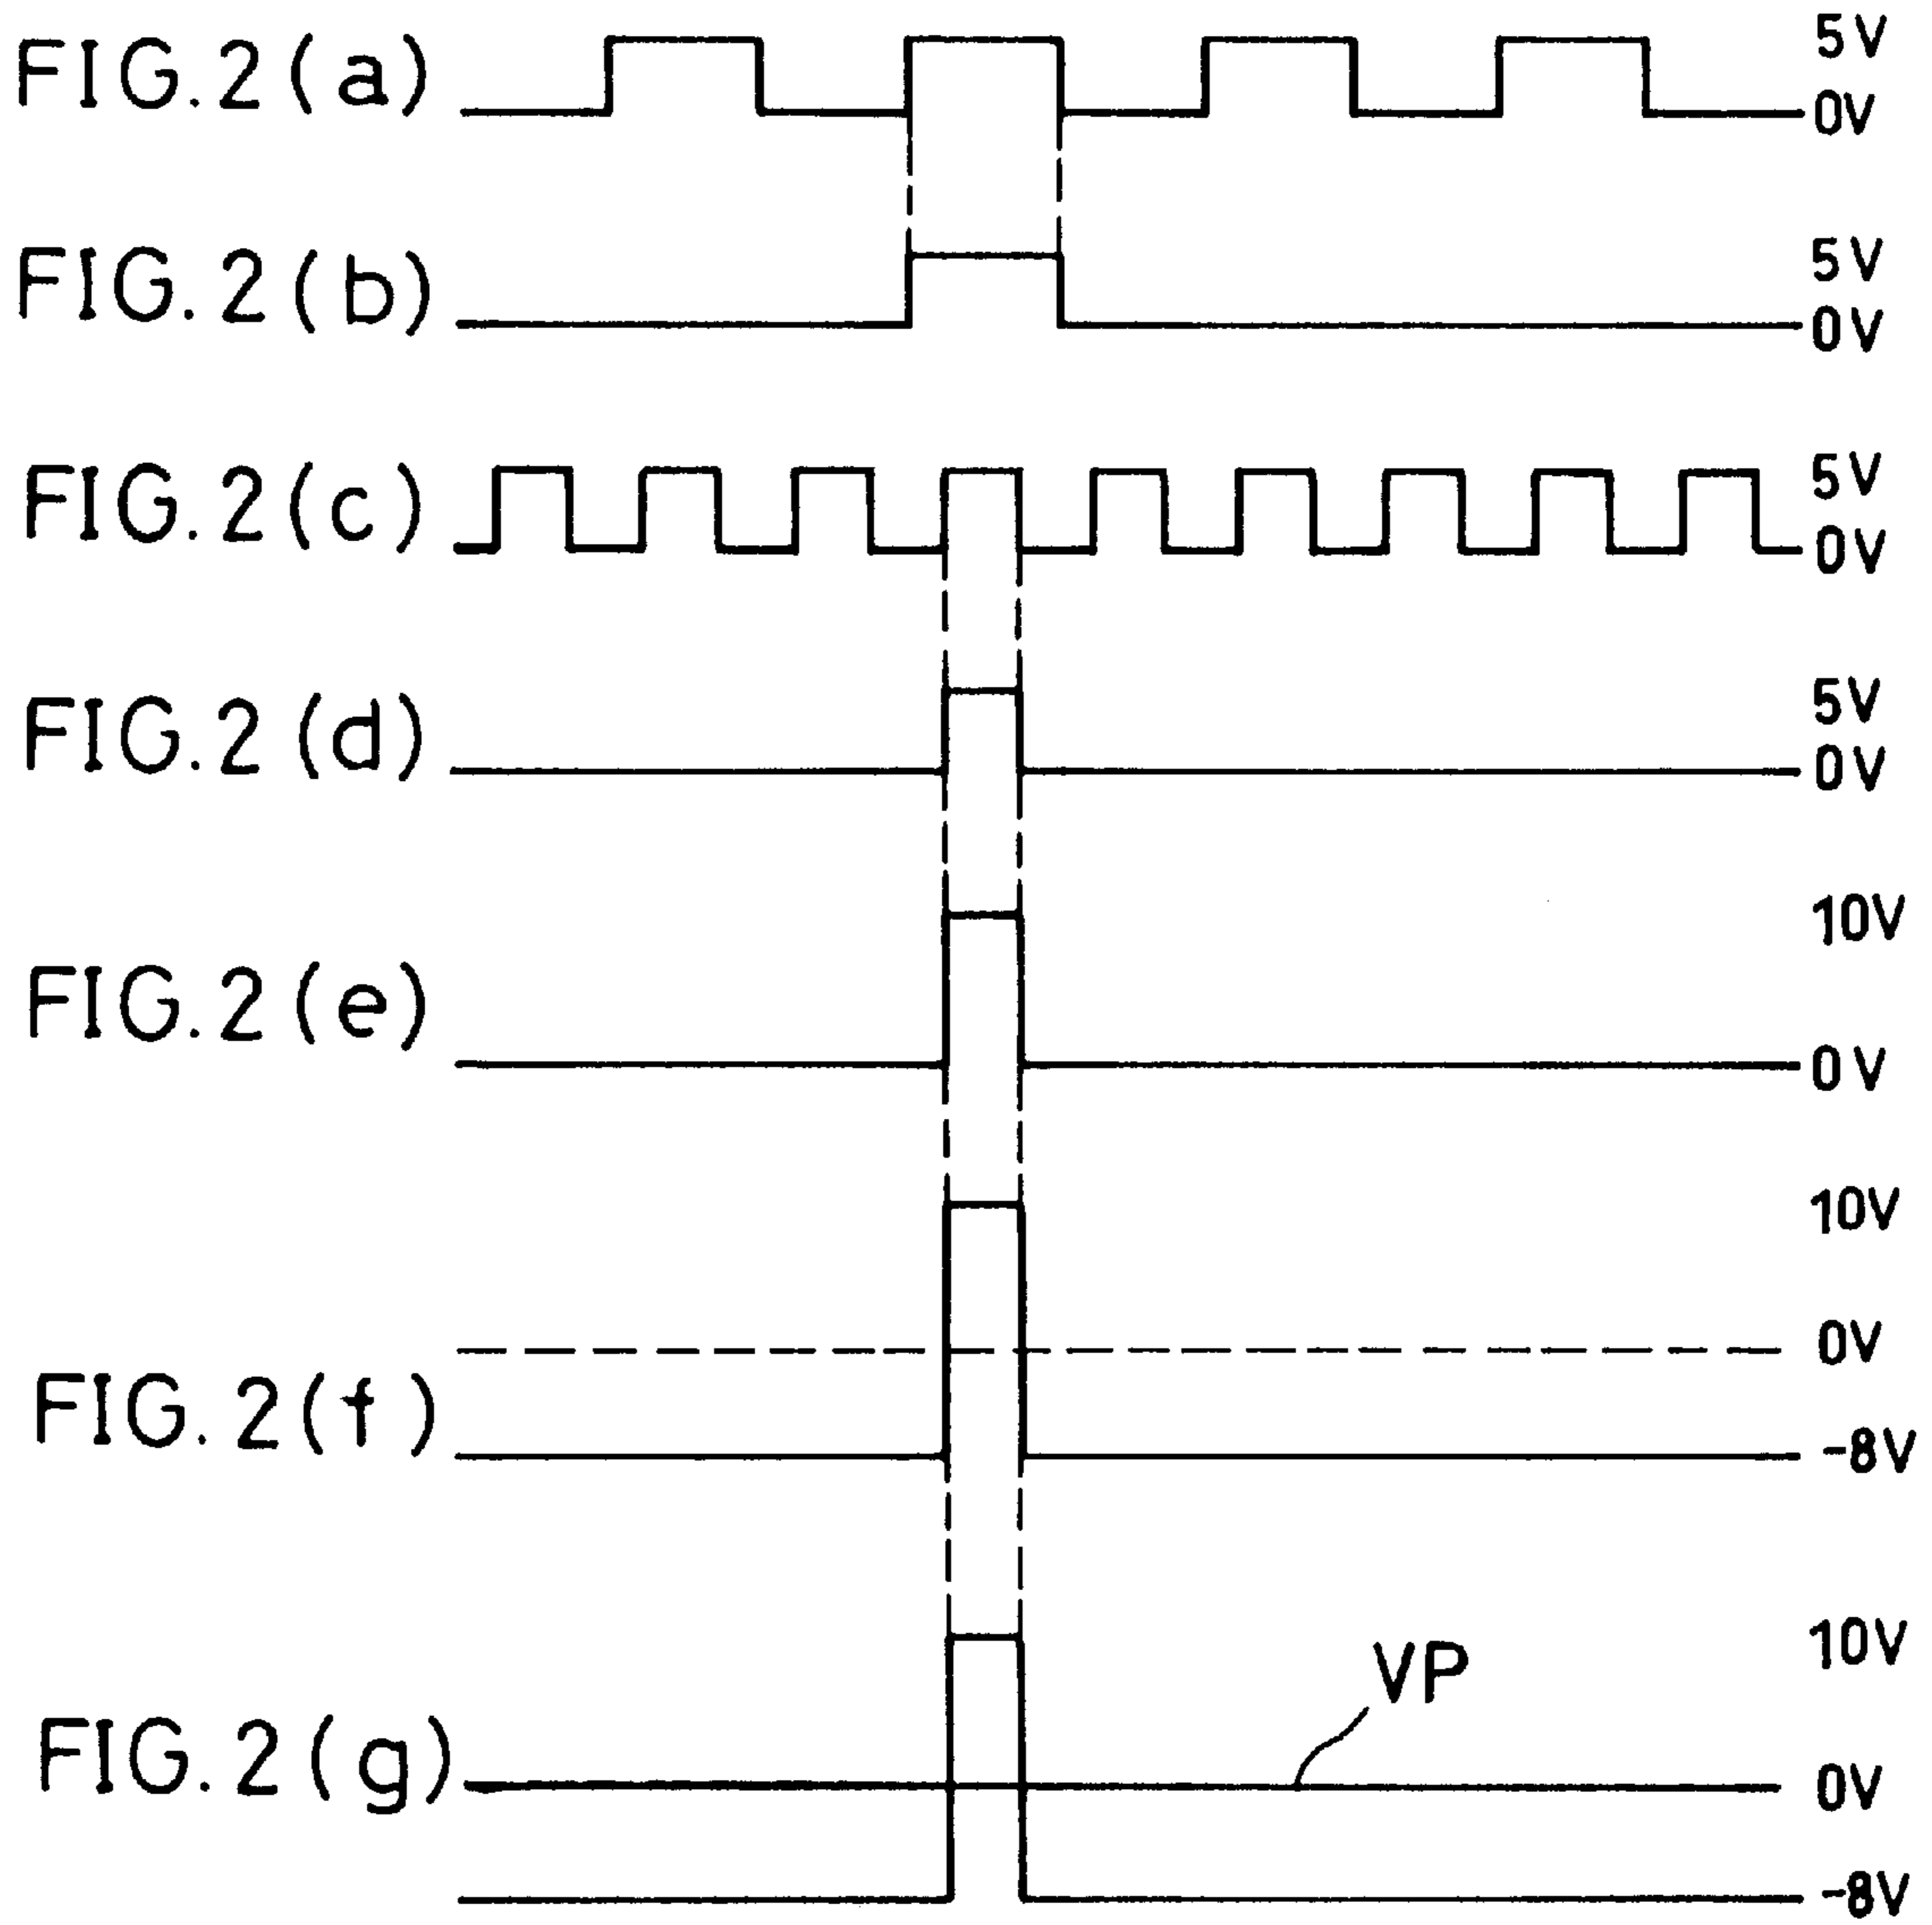 FIG.2(a)
5V
0V
FIG.2(b)
5V
0V
FIG.2(c)
5V
0V
FIG.2(d)
5V
0V
10V
FIG.2(e)
0V
10V
0V
FIG.2(f)
-8V
10V
VP
FIG.2(g)
0V
-8V